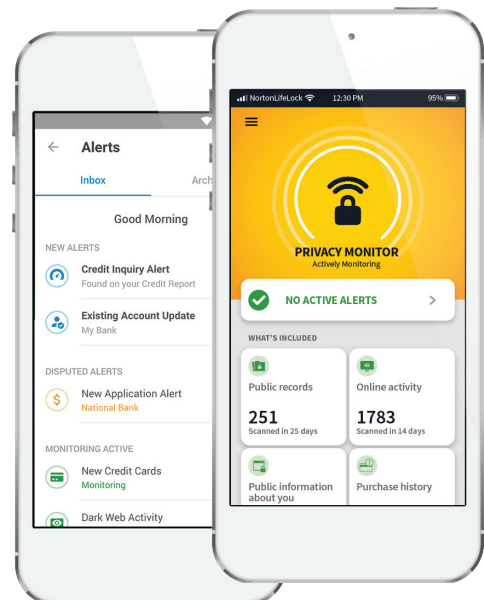 Alerts
Inbox
Arch
Good Morning
NEW ALERTS
Credit Inquiry Alert
Found on your Credit Report
Existing Account Update
My Bank
DISPUTED ALERTS
New Application Alert
National Bank
MONITORING ACTIVE
New Credit Cards
Monitoring
Dark Web Activity
NortonLifeLock 12:30 PM 95%
PRIVACY MONITOR
Actively Monitoring
NO ACTIVE ALERTS
WHAT'S INCLUDED
Public records
251
Scanned in 25 days
Online activity
1783
Scanned in 14 days
Public information
about you
Purchase history